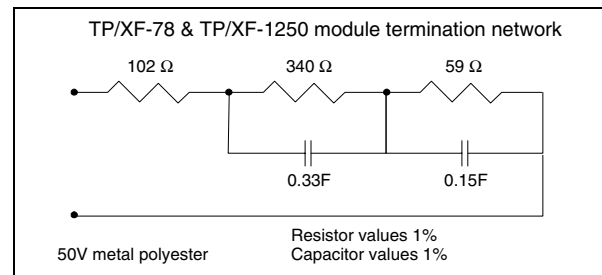 TP/XF-78 & TP/XF-1250 module termination network
102 Ω 340 Ω 59 Ω
0.33F 0.15F
Resistor values 1%
50V metal polyester Capacitor values 1%